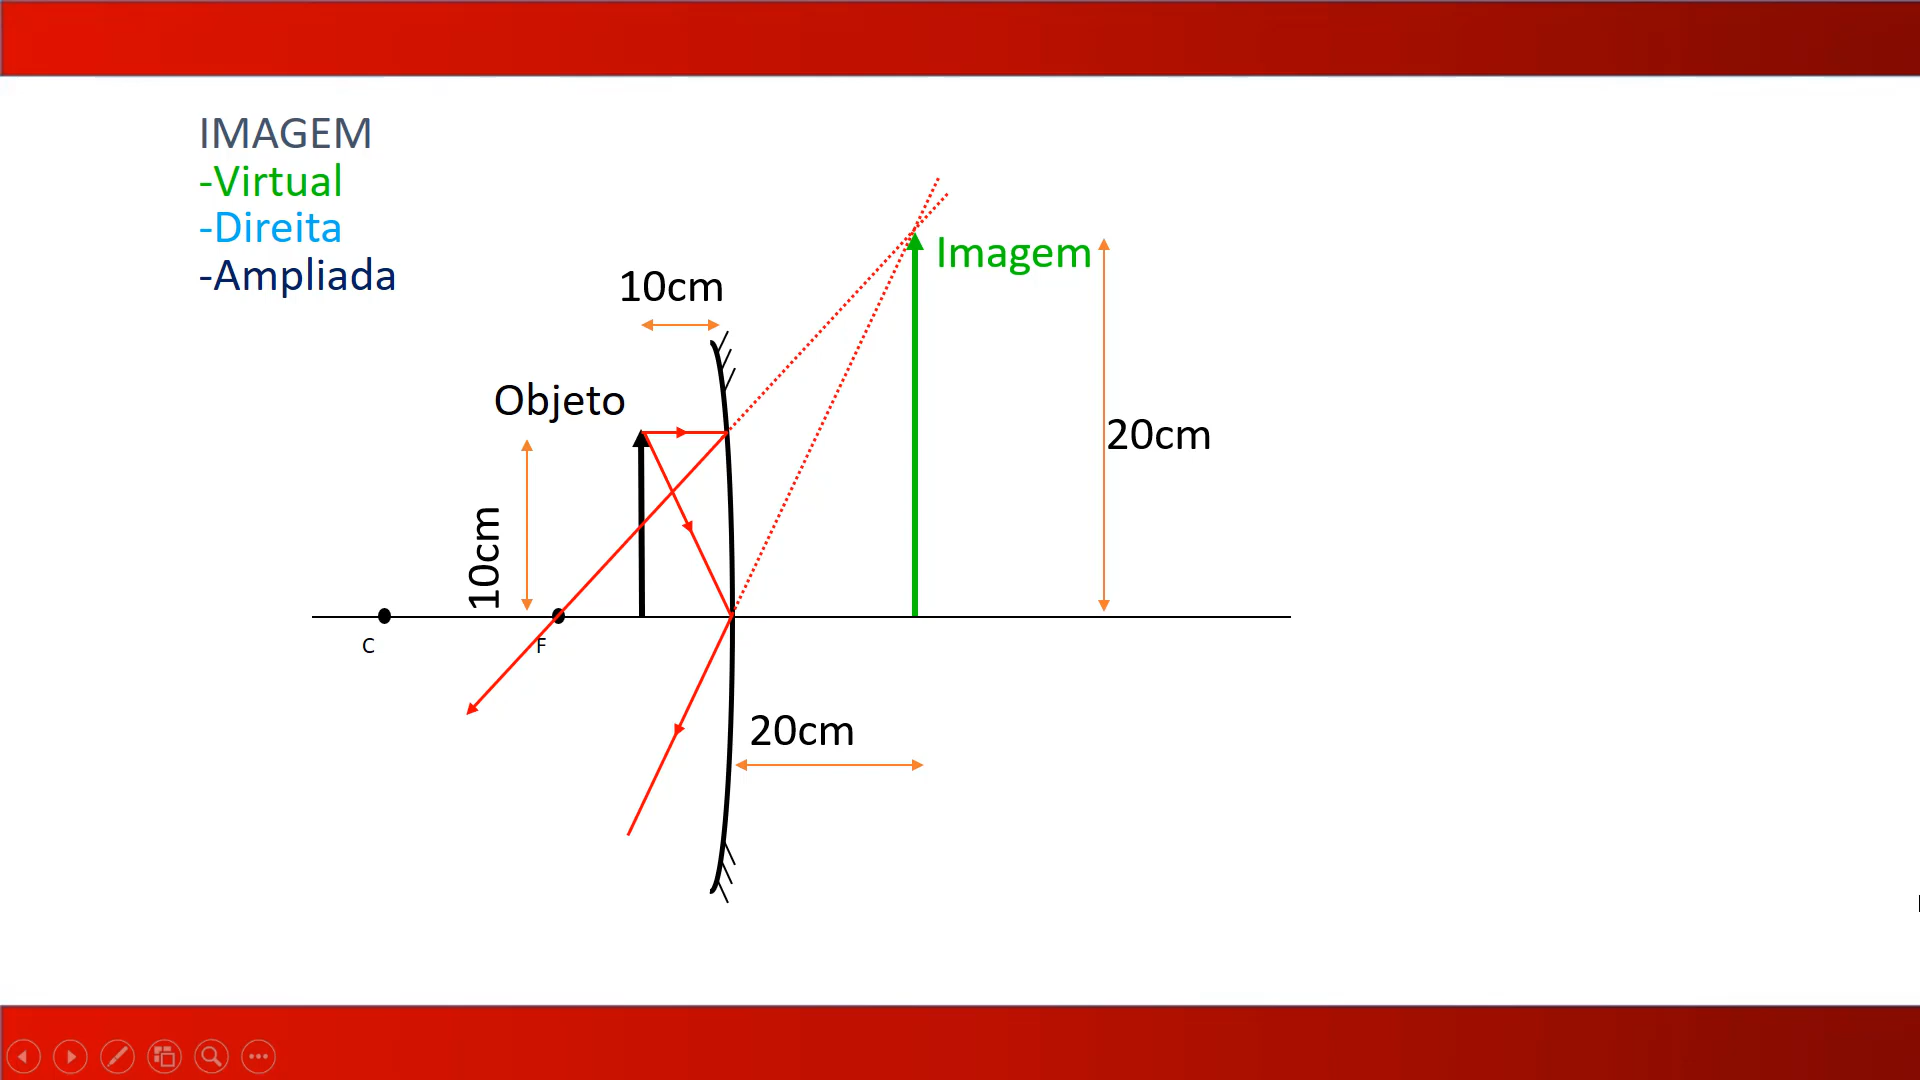 IMAGEM
-Virtual
-Direita
-Ampliada
Imagem
10cm
Objeto
20cm
10cm
C
F
20cm